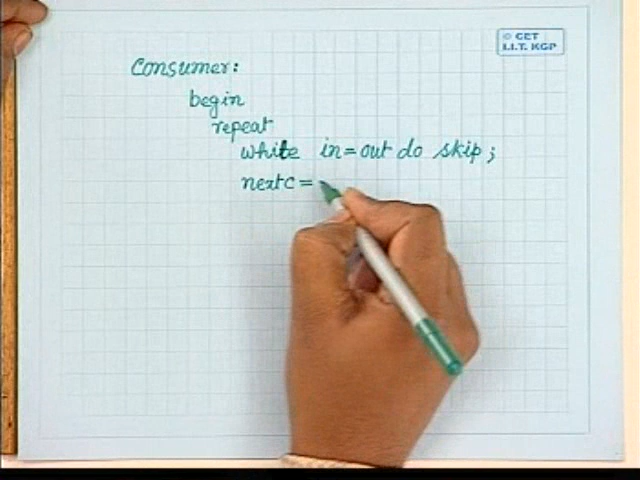 © CET
I.I.T. KGP
Consumer:
begin
repeat
while in = out do skip;
nextc =